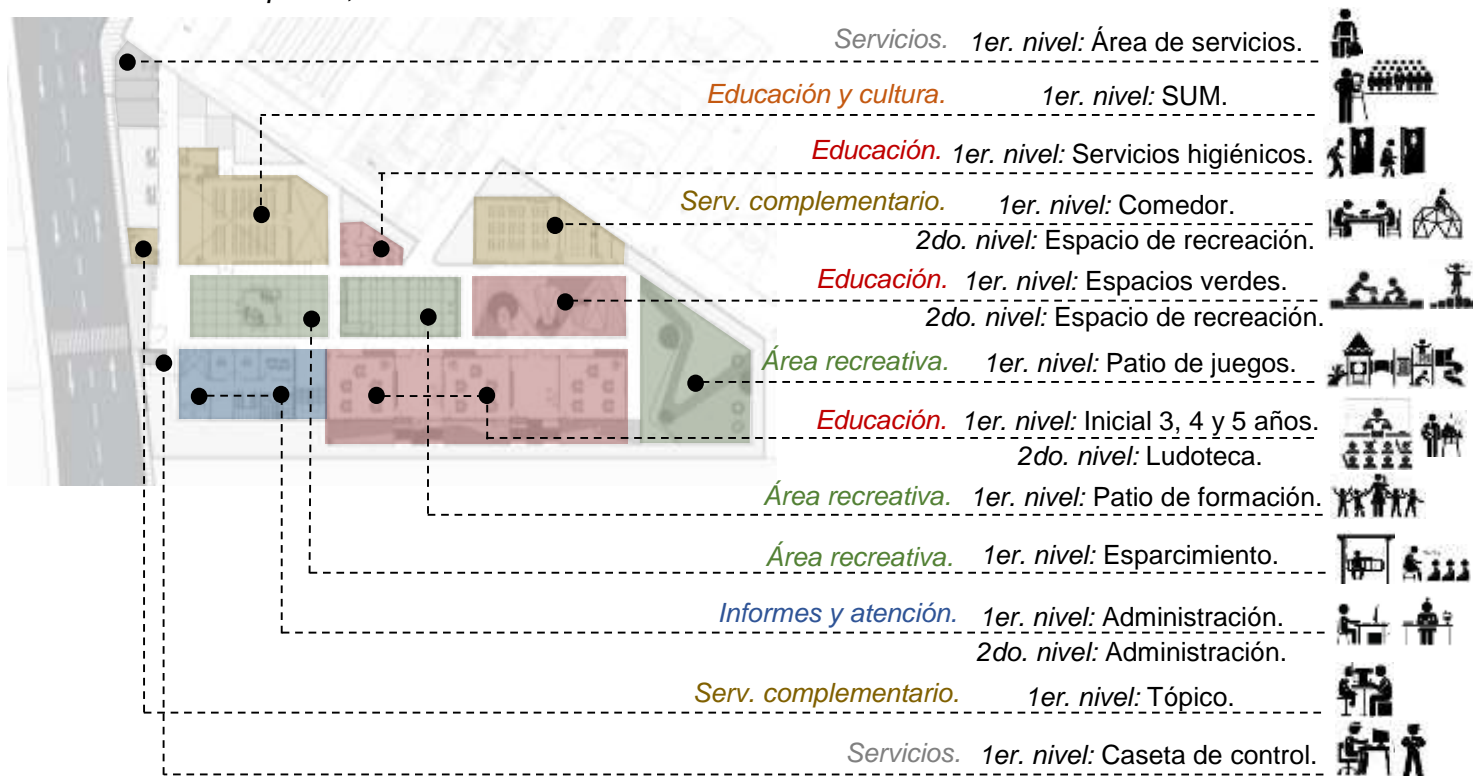 Servicios. 1er. nivel: Área de servicios.
Educación y cultura. 1er. nivel: SUM.
Educación. 1er. nivel: Servicios higiénicos.
Serv. complementario. 1er. nivel: Comedor.
2do. nivel: Espacio de recreación.
Educación. 1er. nivel: Espacios verdes.
2do. nivel: Espacio de recreación.
Área recreativa. 1er. nivel: Patio de juegos.
Educación. 1er. nivel: Inicial 3, 4 y 5 años.
2do. nivel: Ludoteca.
Área recreativa. 1er. nivel: Patio de formación.
Área recreativa. 1er. nivel: Esparcimiento.
Informes y atención. 1er. nivel: Administración.
2do. nivel: Administración.
Serv. complementario. 1er. nivel: Tópico.
Servicios. 1er. nivel: Caseta de control.